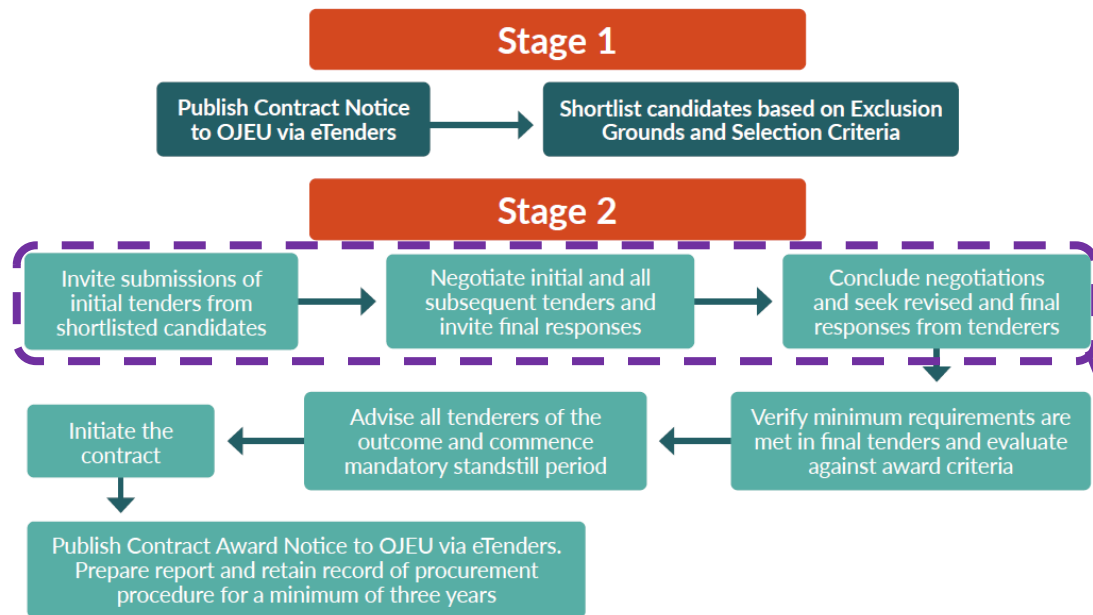 Stage 1
Publish Contract Notice
to OJEU via eTenders
Shortlist candidates based on Exclusion
Grounds and Selection Criteria
Stage 2
Invite submissions of
initial tenders from
shortlisted candidates
Negotiate initial and all
subsequent tenders and
invite final responses
Conclude negotiations
and seek revised and final
responses from tenderers
Verify minimum requirements are
met in final tenders and evaluate
against award criteria
Advise all tenderers of the
outcome and commence
mandatory standstill period
Initiate the
contract
Publish Contract Award Notice to OJEU via eTenders.
Prepare report and retain record of procurement
procedure for a minimum of three years